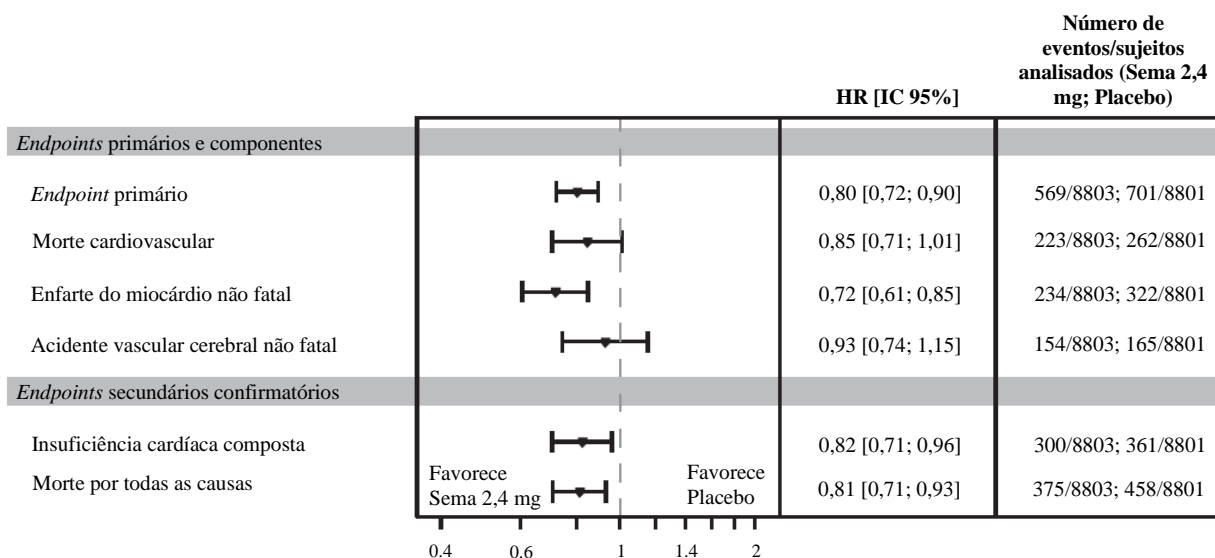 Número de
eventos/sujeitos
analisados (Sema 2,4
mg; Placebo)
HR [IC 95%]
Endpoints primários e componentes
Endpoint primário 0,80 [0,72; 0,90] 569/8803; 701/8801
Morte cardiovascular 0,85 [0,71; 1,01] 223/8803; 262/8801
Enfarte do miocárdio não fatal 0,72 [0,61; 0,85] 234/8803; 322/8801
Acidente vascular cerebral não fatal 0,93 [0,74; 1,15] 154/8803; 165/8801
Endpoints secundários confirmatórios
Insuficiência cardíaca composta 0,82 [0,71; 0,96] 300/8803; 361/8801
Morte por todas as causas 0,81 [0,71; 0,93] 375/8803; 458/8801
Favorece
Sema 2,4 mg
Favorece
Placebo
0.4 0.6 1 1.4 2